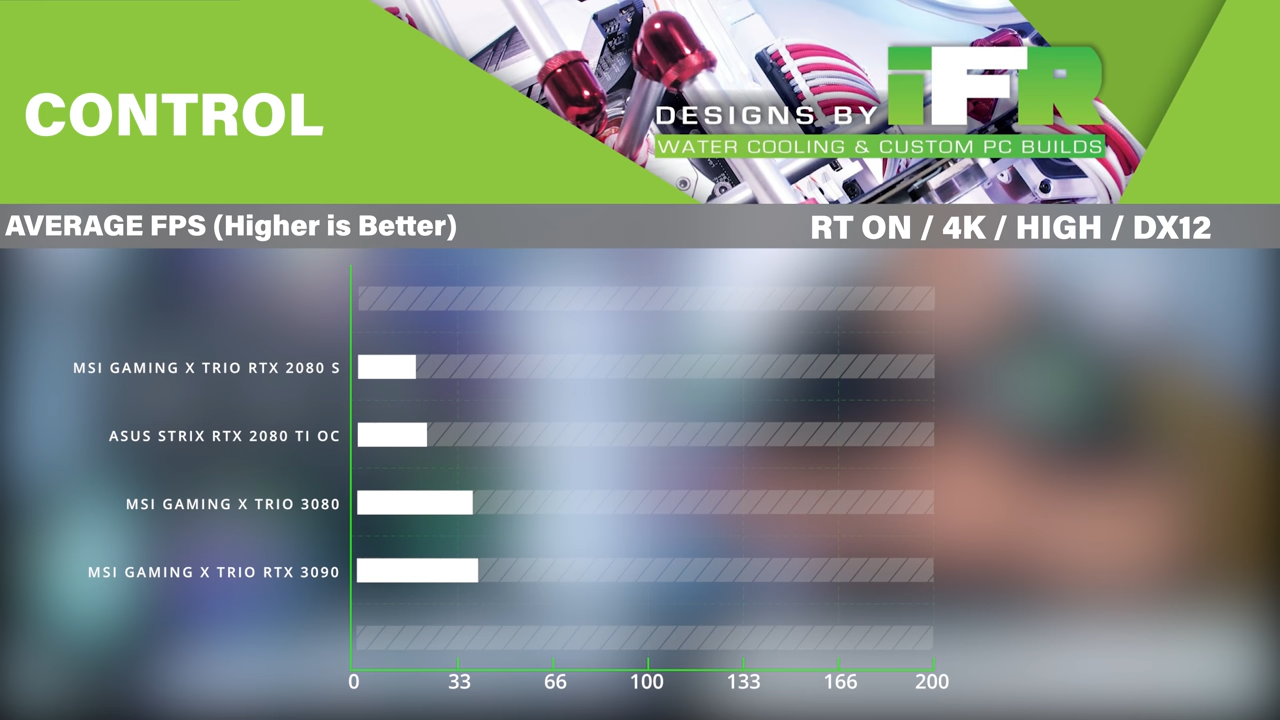 CONTROL
DESIGNS BY iFR
WATER COOLING & CUSTOM PC BUILDS
AVERAGE FPS (Higher is Better)
RT ON / 4K / HIGH / DX12
MSI GAMING X TRIO RTX 2080 S
ASUS STRIX RTX 2080 TI OC
MSI GAMING X TRIO 3080
MSI GAMING X TRIO RTX 3090
0 33 66 100 133 166 200